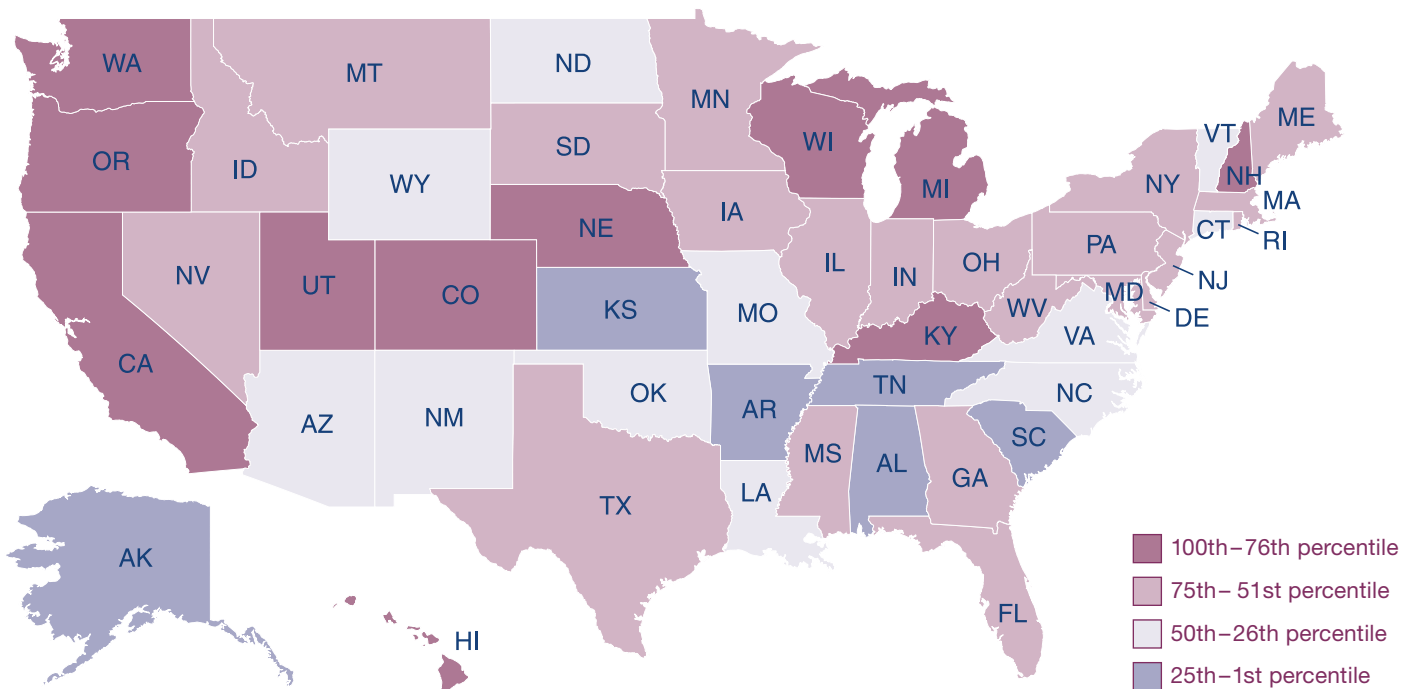 WA
MT
ND
MN
OR
ID
WY
SD
WI
MI
VT
NH
ME
NY
MA
CT
RI
NV
UT
CO
NE
IA
IL
IN
OH
PA
NJ
MD
DE
WV
CA
KS
MO
KY
VA
AZ
NM
OK
AR
TN
NC
TX
LA
MS
AL
GA
SC
AK
HI
FL
100th–76th percentile
75th–51st percentile
50th–26th percentile
25th–1st percentile